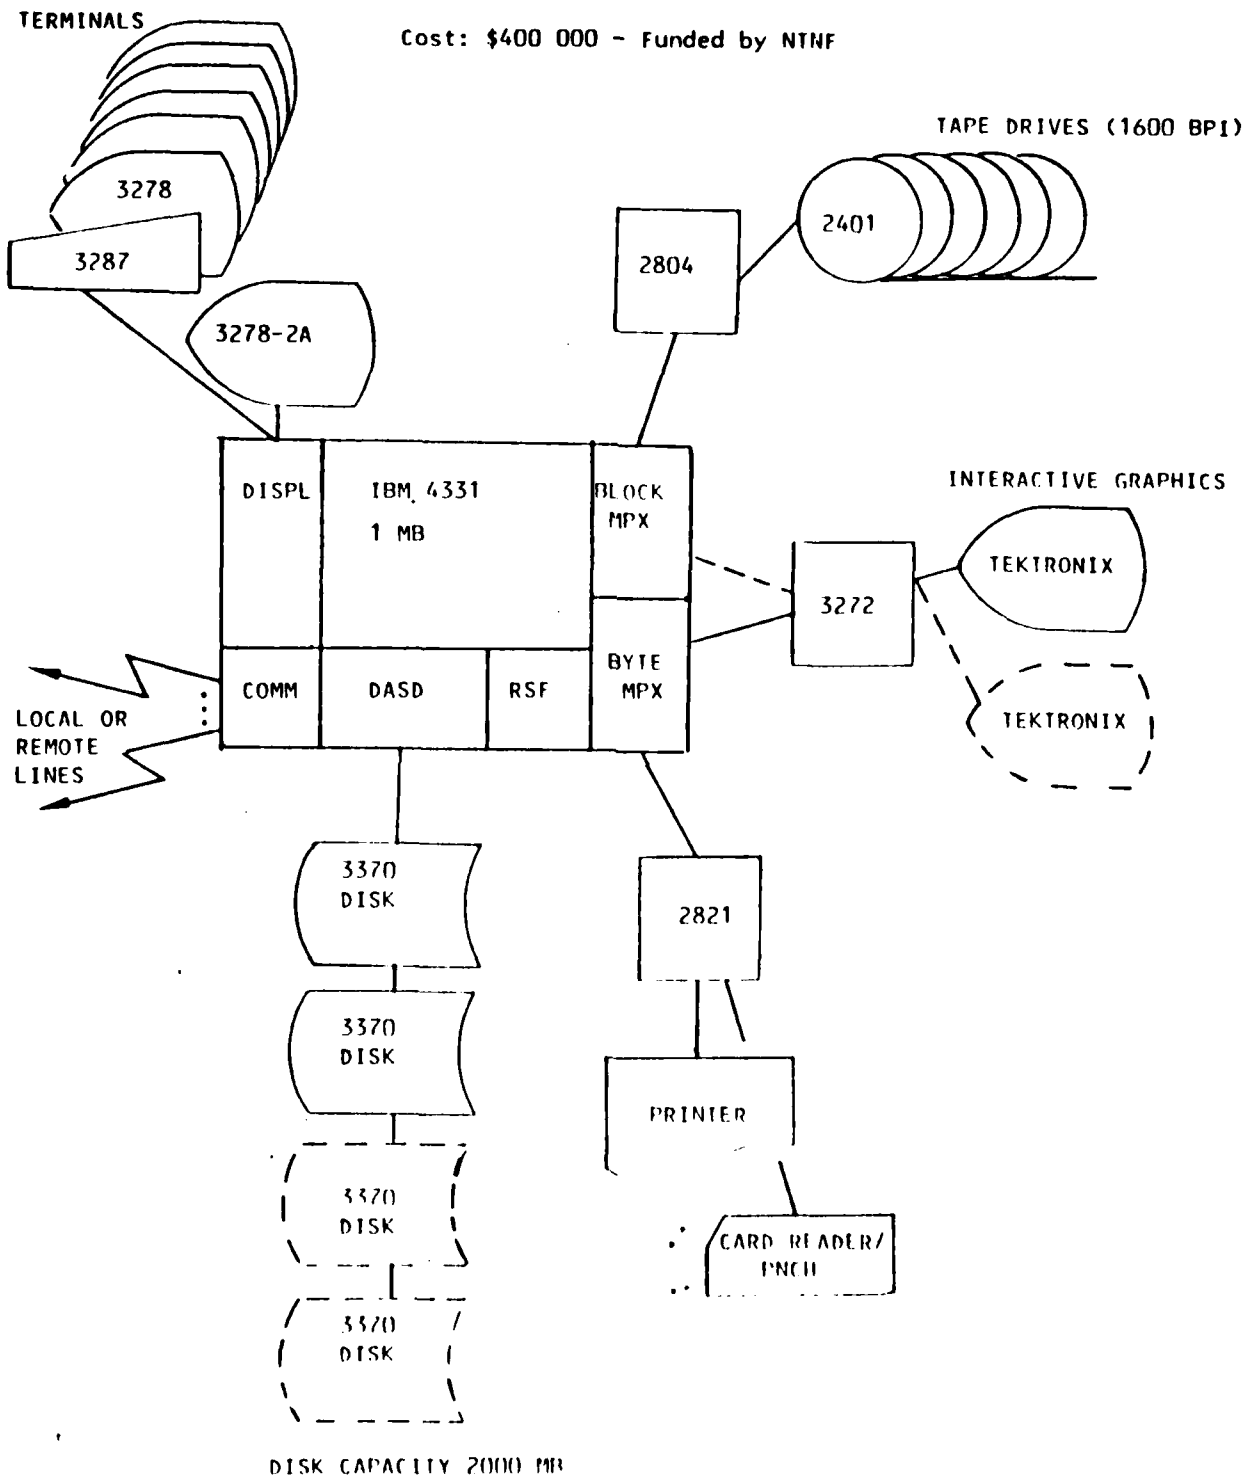 TERMINALS
Cost: $400 000 - Funded by NTNF
TAPE DRIVES (1600 BPI)
3278
3287
2401
2804
3278-2A
INTERACTIVE GRAPHICS
DISPL
IBM 4331
1 MB
BLOCK
MPX
TEKTRONIX
3272
BYTE
MPX
COMM
DASD
RSF
LOCAL OR
REMOTE
LINES
TEKTRONIX
3370
DISK
2821
3370
DISK
PRINTER
3370
DISK
CARD READER/
PNCH
3370
DISK
DISK CAPACITY 2000 MB